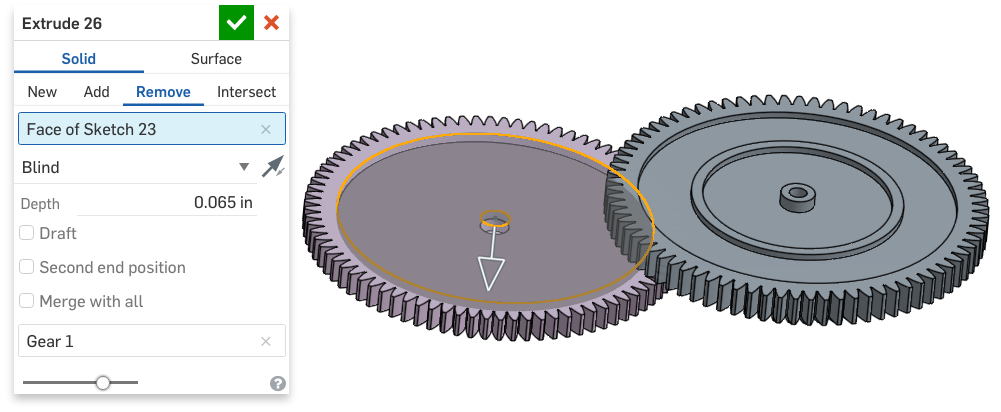 Extrude 26
Solid Surface
New Add Remove Intersect
Face of Sketch 23
Blind
Depth 0.065 in
Draft
Second end position
Merge with all
Gear 1
?